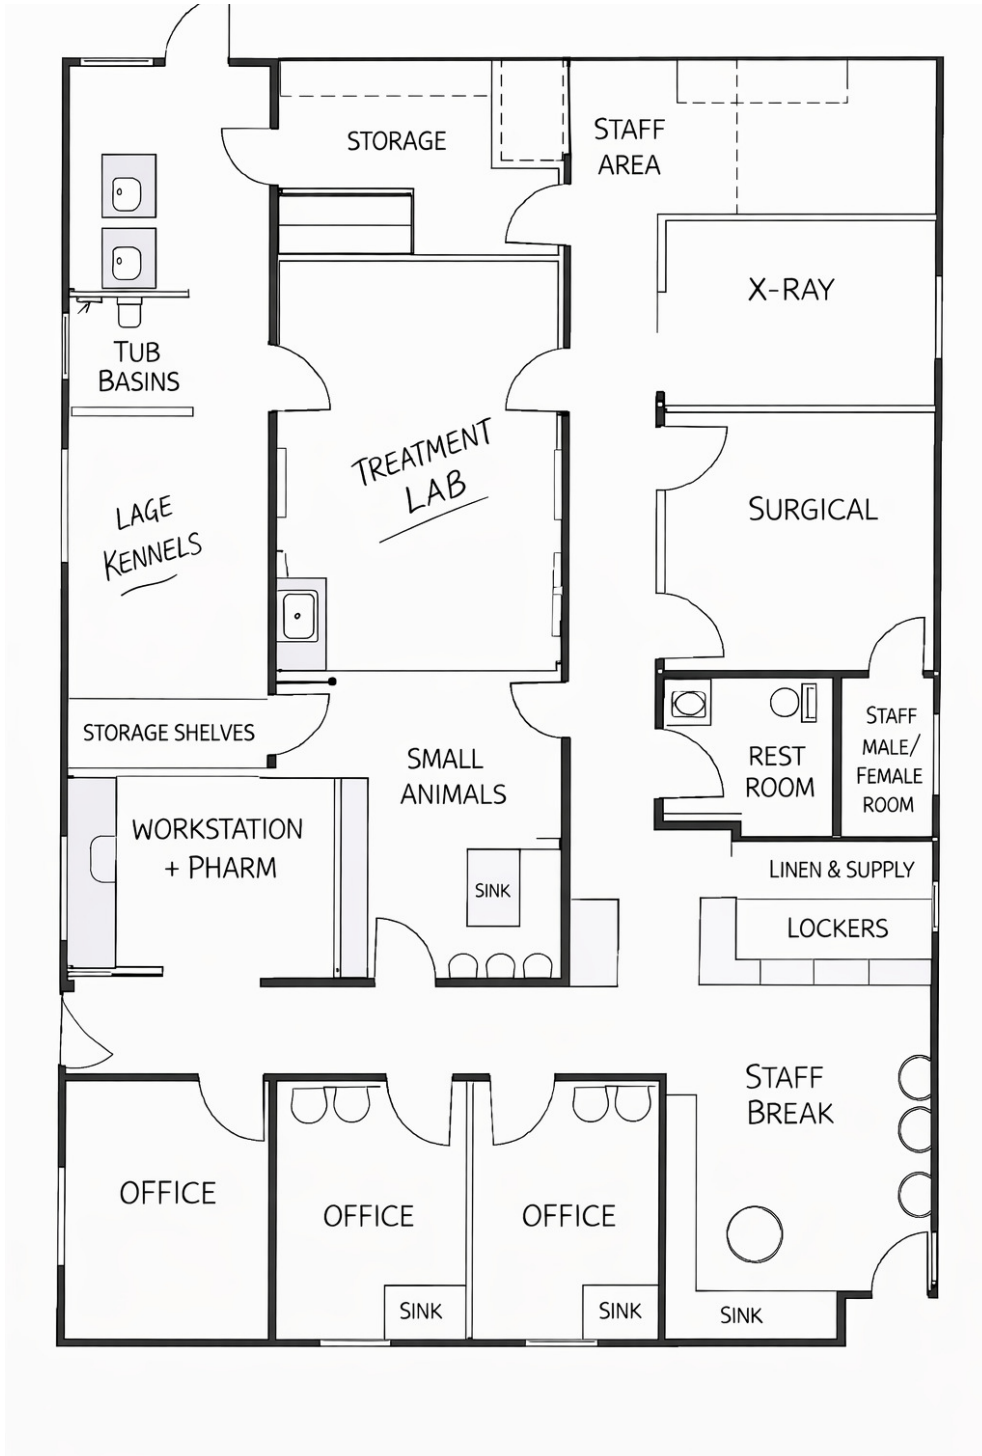 STORAGE
STAFF
AREA
X-RAY
TUB
BASINS
TREATMENT
LAB
LAGE
KENNELS
SURGICAL
STORAGE SHELVES
SMALL
ANIMALS
REST
ROOM
STAFF
MALE/
FEMALE
ROOM
WORKSTATION
+ PHARM
SINK
LINEN & SUPPLY
LOCKERS
STAFF
BREAK
OFFICE
OFFICE
OFFICE
SINK
SINK
SINK